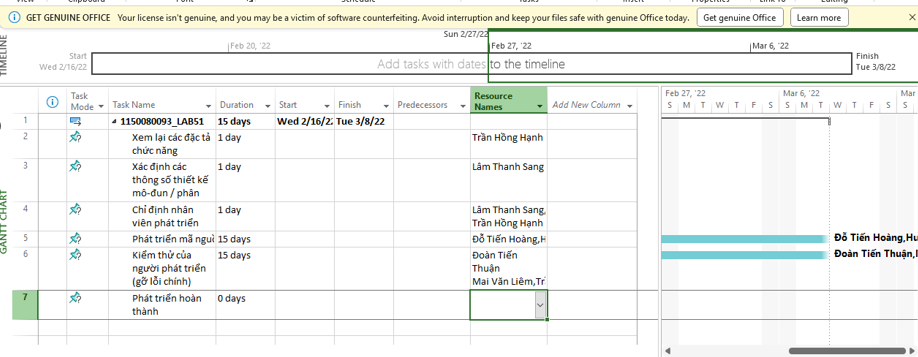 GET GENUINE OFFICE Your license isn't genuine, and you may be a victim of software counterfeiting. Avoid interruption and keep your files safe with genuine Office today. Get genuine Office Learn more
TIMELINE
Sun 2/27/22
Feb 20, '22 Feb 27, '22 Mar 6, '22
Start
Wed 2/16/22
Add tasks with dates to the timeline
Finish
Tue 3/8/22
GANTT CHART
Task Mode Task Name Duration Start Finish Predecessors Resource Names Add New Column
Feb 27, '22 Mar 6, '22 Mar
S M T W T F S S M T W T F S S M
1 1150080093_LAB51 15 days Wed 2/16/22 Tue 3/8/22
2 Xem lại các đặc tả chức năng 1 day Trần Hồng Hạnh
3 Xác định các thông số thiết kế mô-đun / phân 1 day Lâm Thanh Sang
4 Chỉ định nhân viên phát triển 1 day Lâm Thanh Sang, Trần Hồng Hạnh
5 Phát triển mã nguồ 15 days Đỗ Tiến Hoàng,H
Đỗ Tiến Hoàng,Hu
6 Kiểm thử của người phát triển (gỡ lỗi chính) 15 days Đoàn Tiến Thuận Mai Văn Liêm,Tr
Đoàn Tiến Thuận,
7 Phát triển hoàn thành 0 days